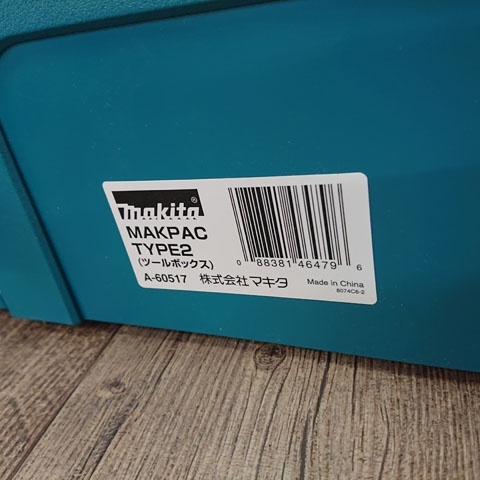 makita®
MAKPAC
TYPE2
(ツールボックス)
A-60517 株式会社マキタ
0 88381 46479 6
Made in China
8074C6-2